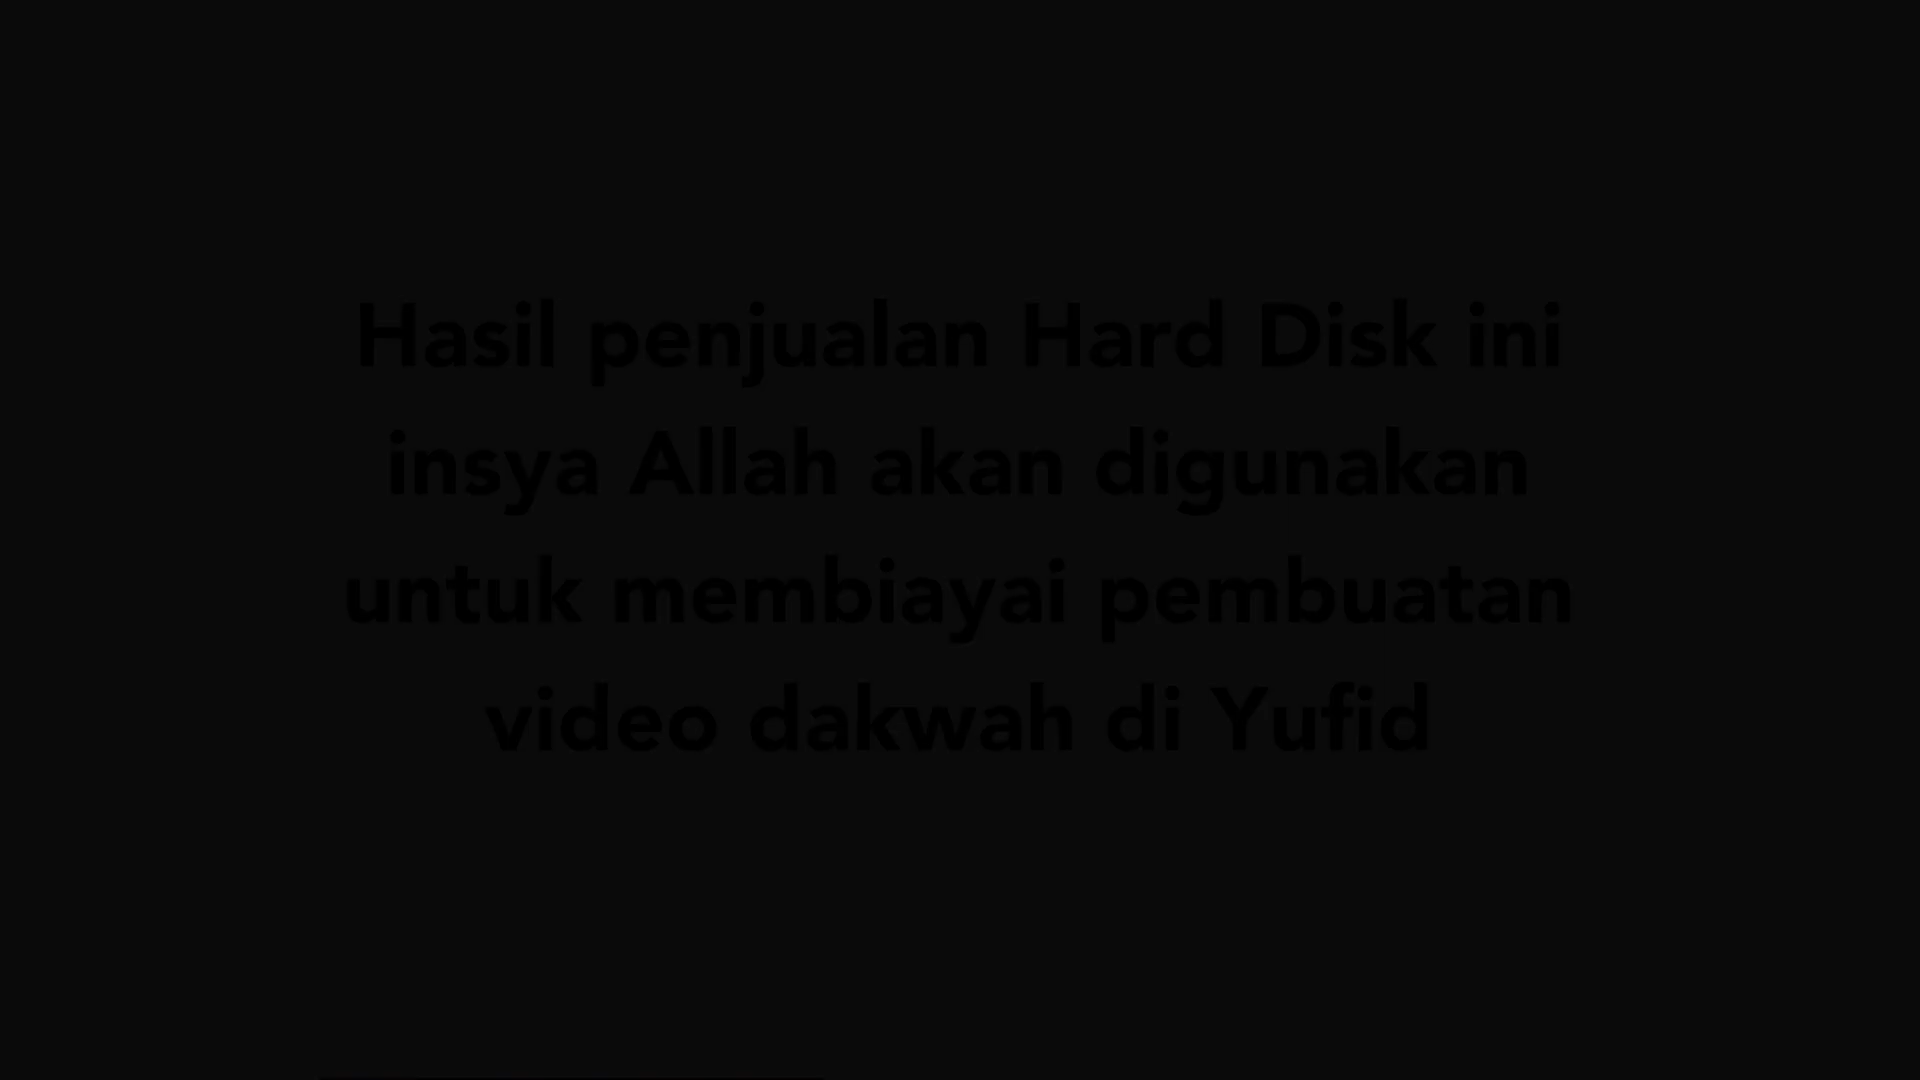 Hasil penjualan Hard Disk ini
insya Allah akan digunakan
untuk membiayai pembuatan
video dakwah di Yufid